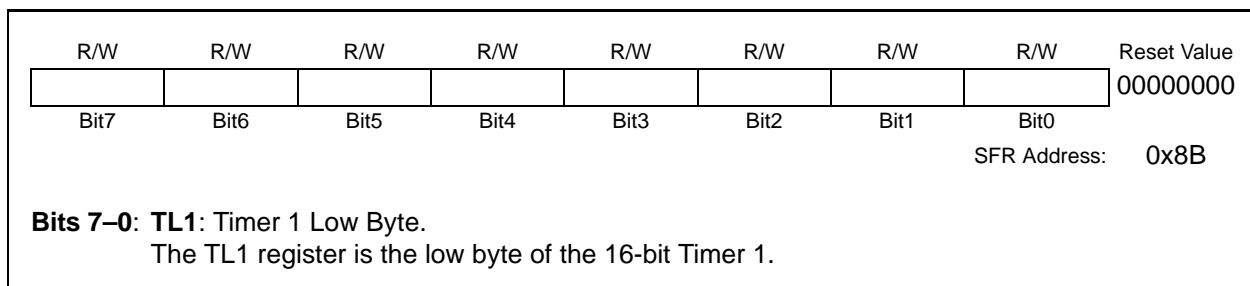 R/W R/W R/W R/W R/W R/W R/W R/W Reset Value
00000000
Bit7 Bit6 Bit5 Bit4 Bit3 Bit2 Bit1 Bit0
SFR Address: 0x8B
Bits 7–0: TL1: Timer 1 Low Byte.
The TL1 register is the low byte of the 16-bit Timer 1.